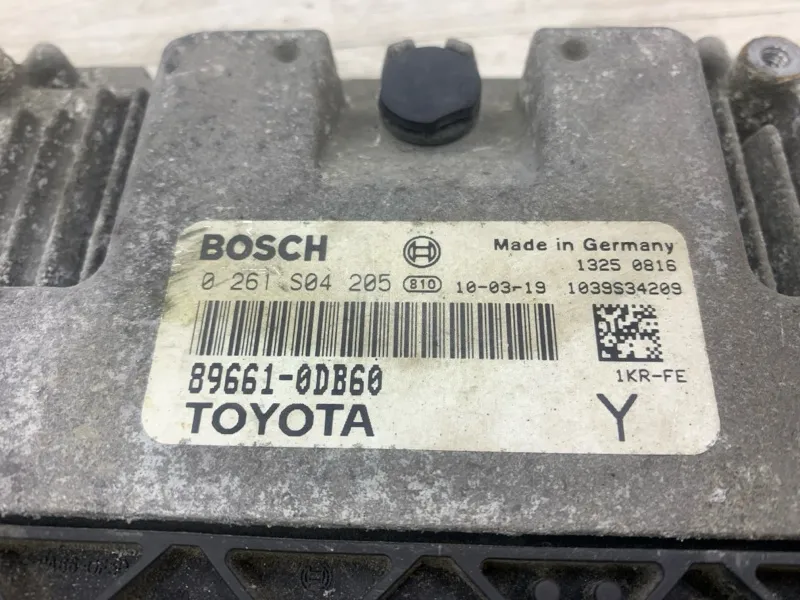 BOSCH Made in Germany
1325 0816
0 261 S04 205 810 10-03-19 1039S34209
89661-0DB60 1KR-FE
TOYOTA Y